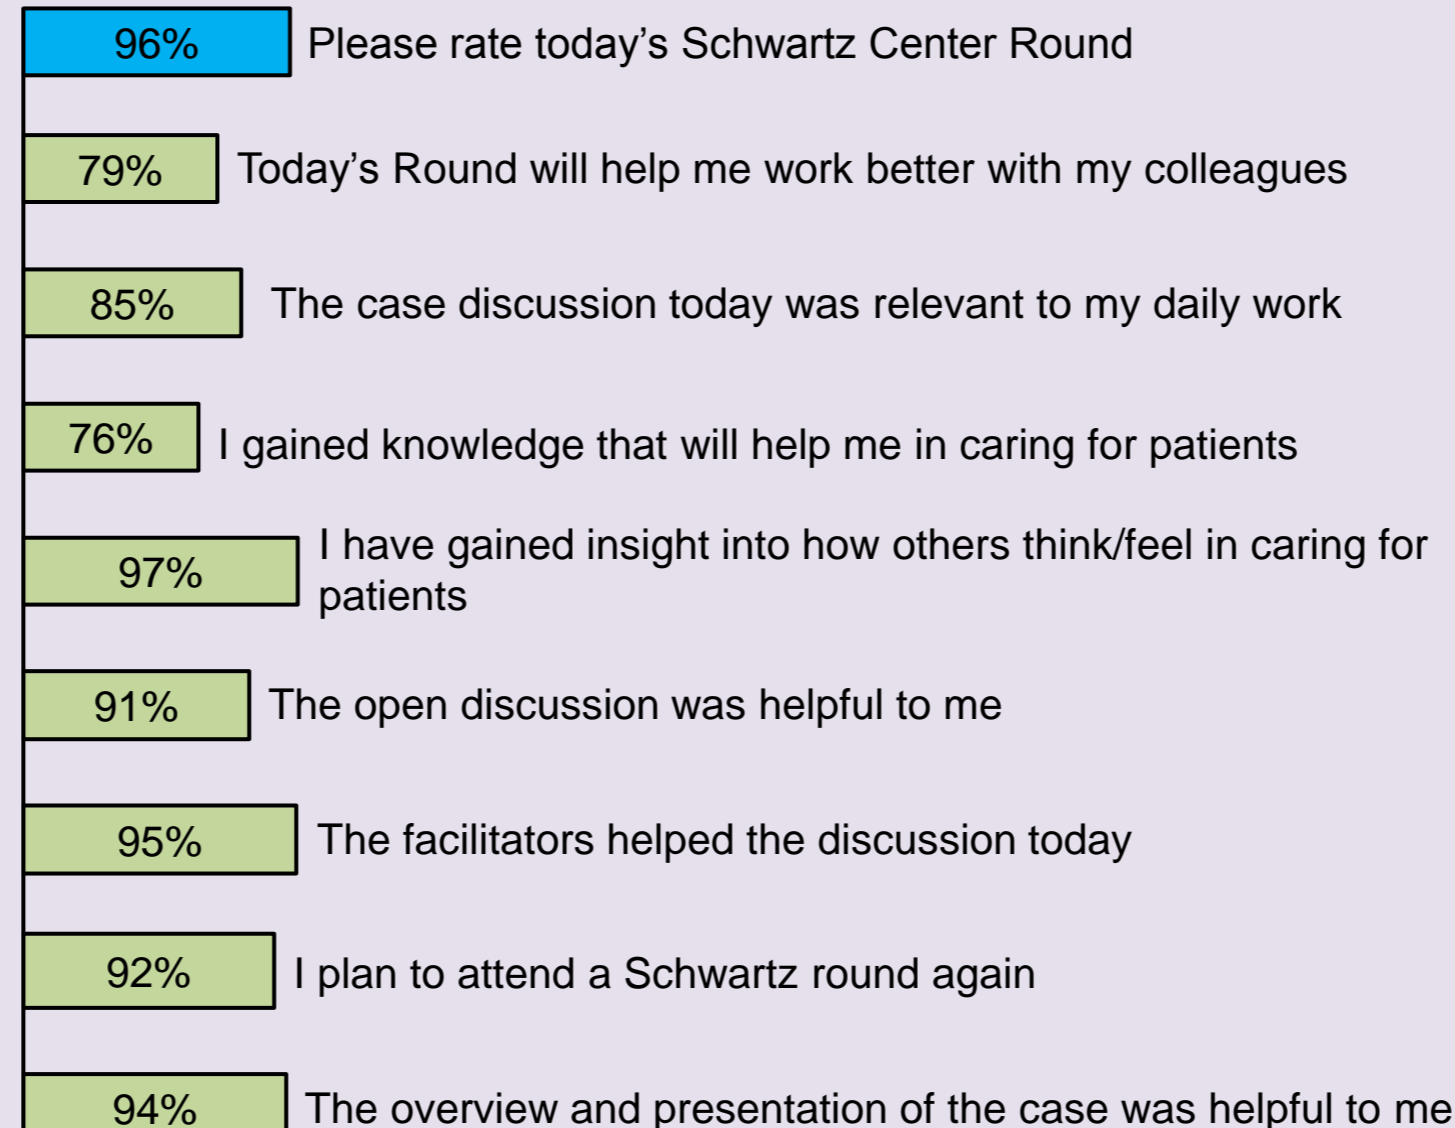 96% Please rate today’s Schwartz Center Round
79% Today’s Round will help me work better with my colleagues
85% The case discussion today was relevant to my daily work
76% I gained knowledge that will help me in caring for patients
97% I have gained insight into how others think/feel in caring for
patients
91% The open discussion was helpful to me
95% The facilitators helped the discussion today
92% I plan to attend a Schwartz round again
94% The overview and presentation of the case was helpful to me